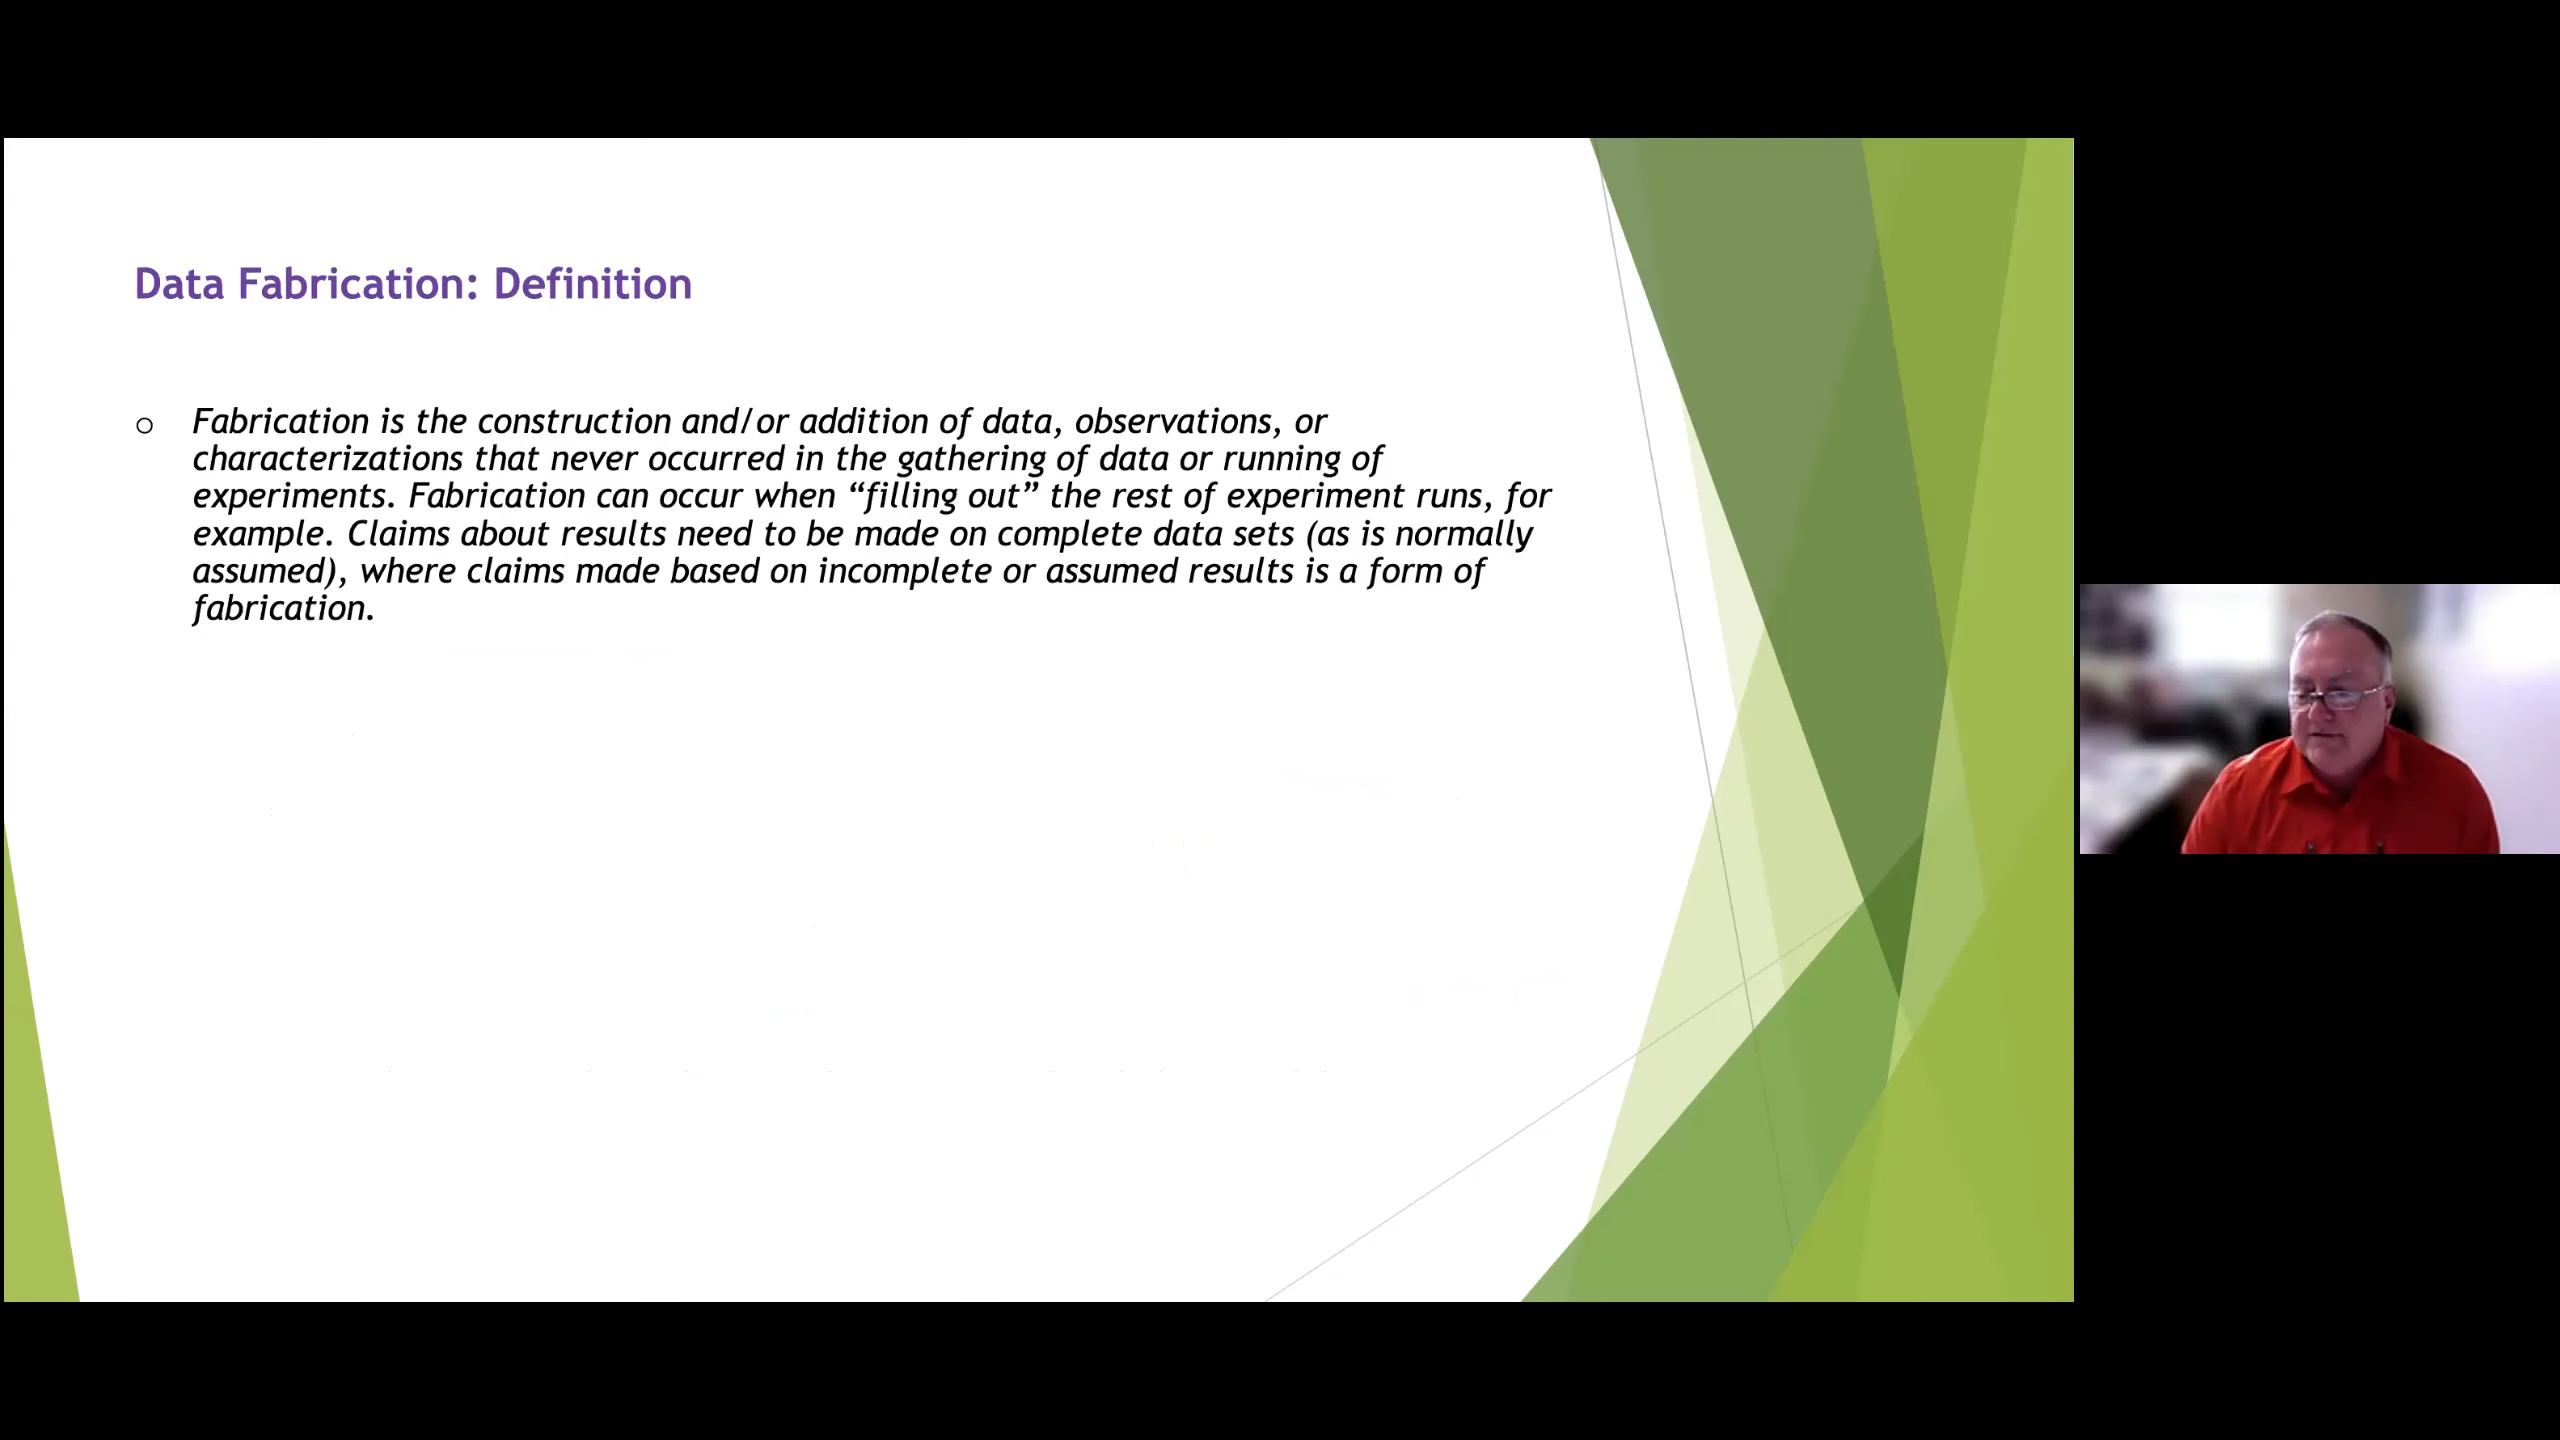 Data Fabrication: Definition
o Fabrication is the construction and/or addition of data, observations, or
characterizations that never occurred in the gathering of data or running of
experiments. Fabrication can occur when “filling out” the rest of experiment runs, for
example. Claims about results need to be made on complete data sets (as is normally
assumed), where claims made based on incomplete or assumed results is a form of
fabrication.